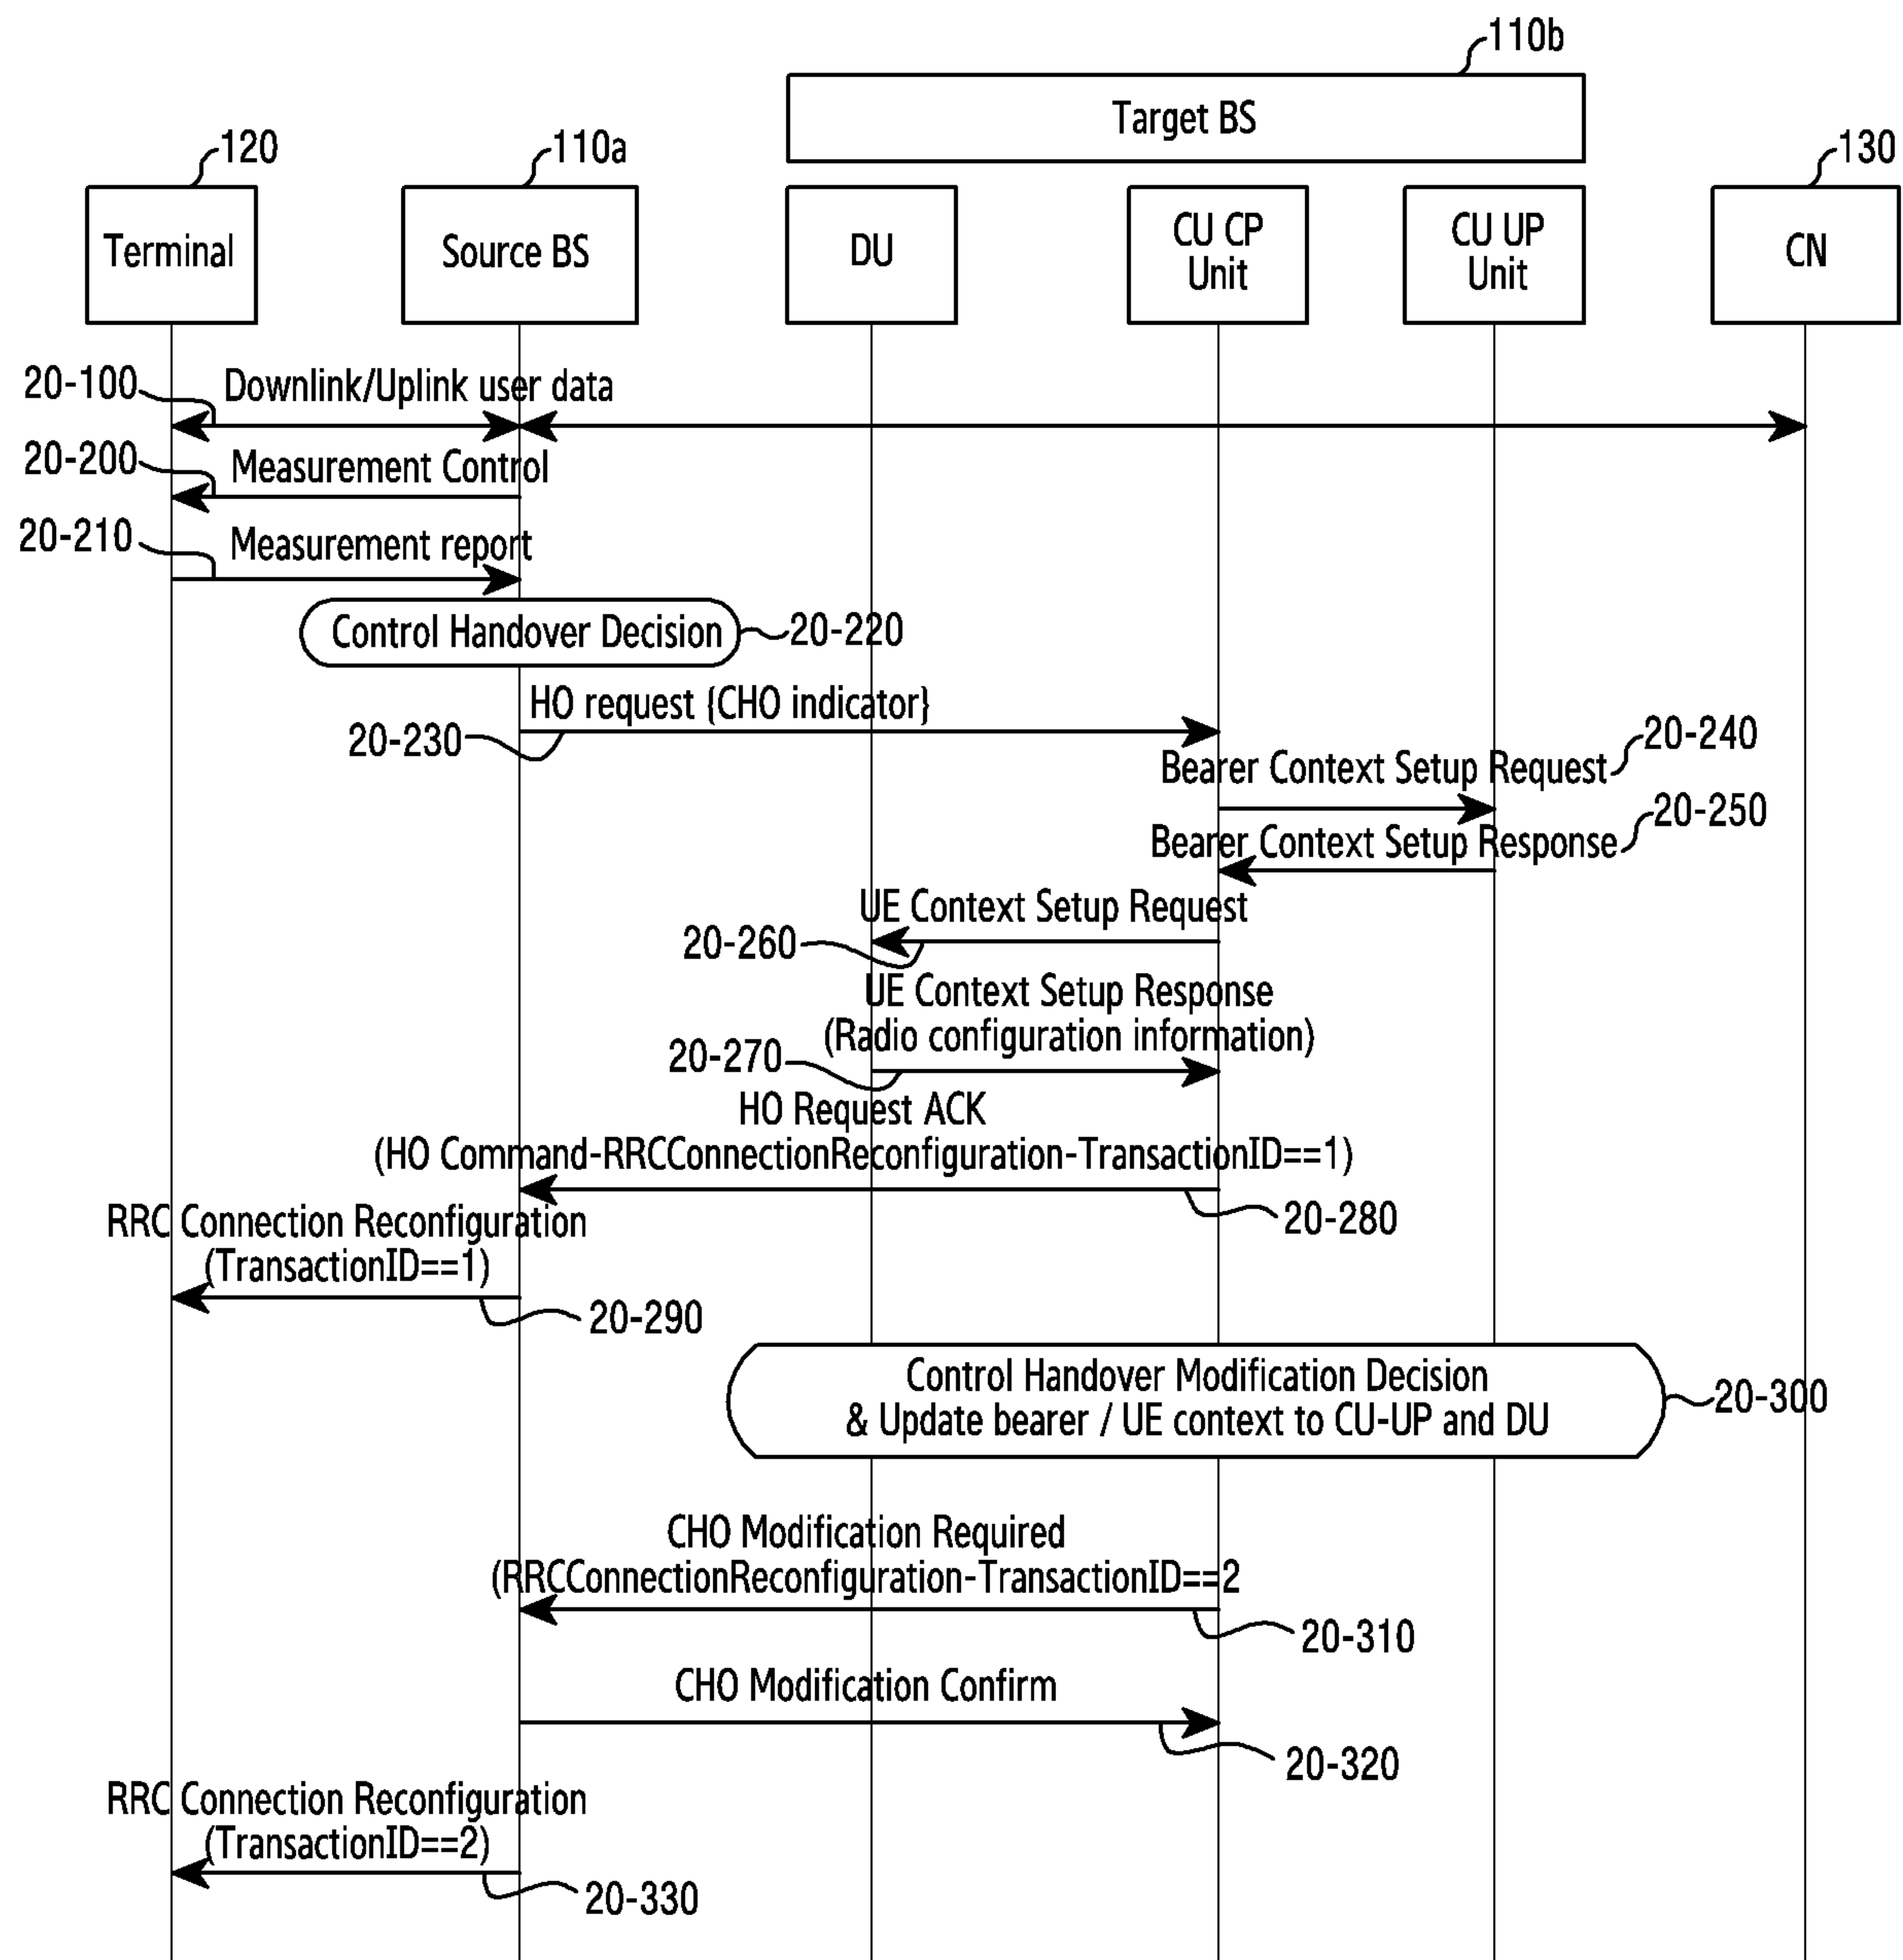 110b
Target BS
120
110a
130
Terminal
Source BS
DU
CU CP
Unit
CU UP
Unit
CN
20-100
Downlink/Uplink user data
20-200
Measurement Control
20-210
Measurement report
Control Handover Decision
20-220
HO request {CHO indicator}
20-230
20-240
Bearer Context Setup Request
20-250
Bearer Context Setup Response
UE Context Setup Request
20-260
UE Context Setup Response
(Radio configuration information)
20-270
HO Request ACK
(HO Command-RRCConnectionReconfiguration-TransactionID==1)
20-280
RRC Connection Reconfiguration
(TransactionID==1)
20-290
Control Handover Modification Decision
& Update bearer / UE context to CU-UP and DU
20-300
CHO Modification Required
(RRCConnectionReconfiguration-TransactionID==2
20-310
CHO Modification Confirm
20-320
RRC Connection Reconfiguration
(TransactionID==2)
20-330